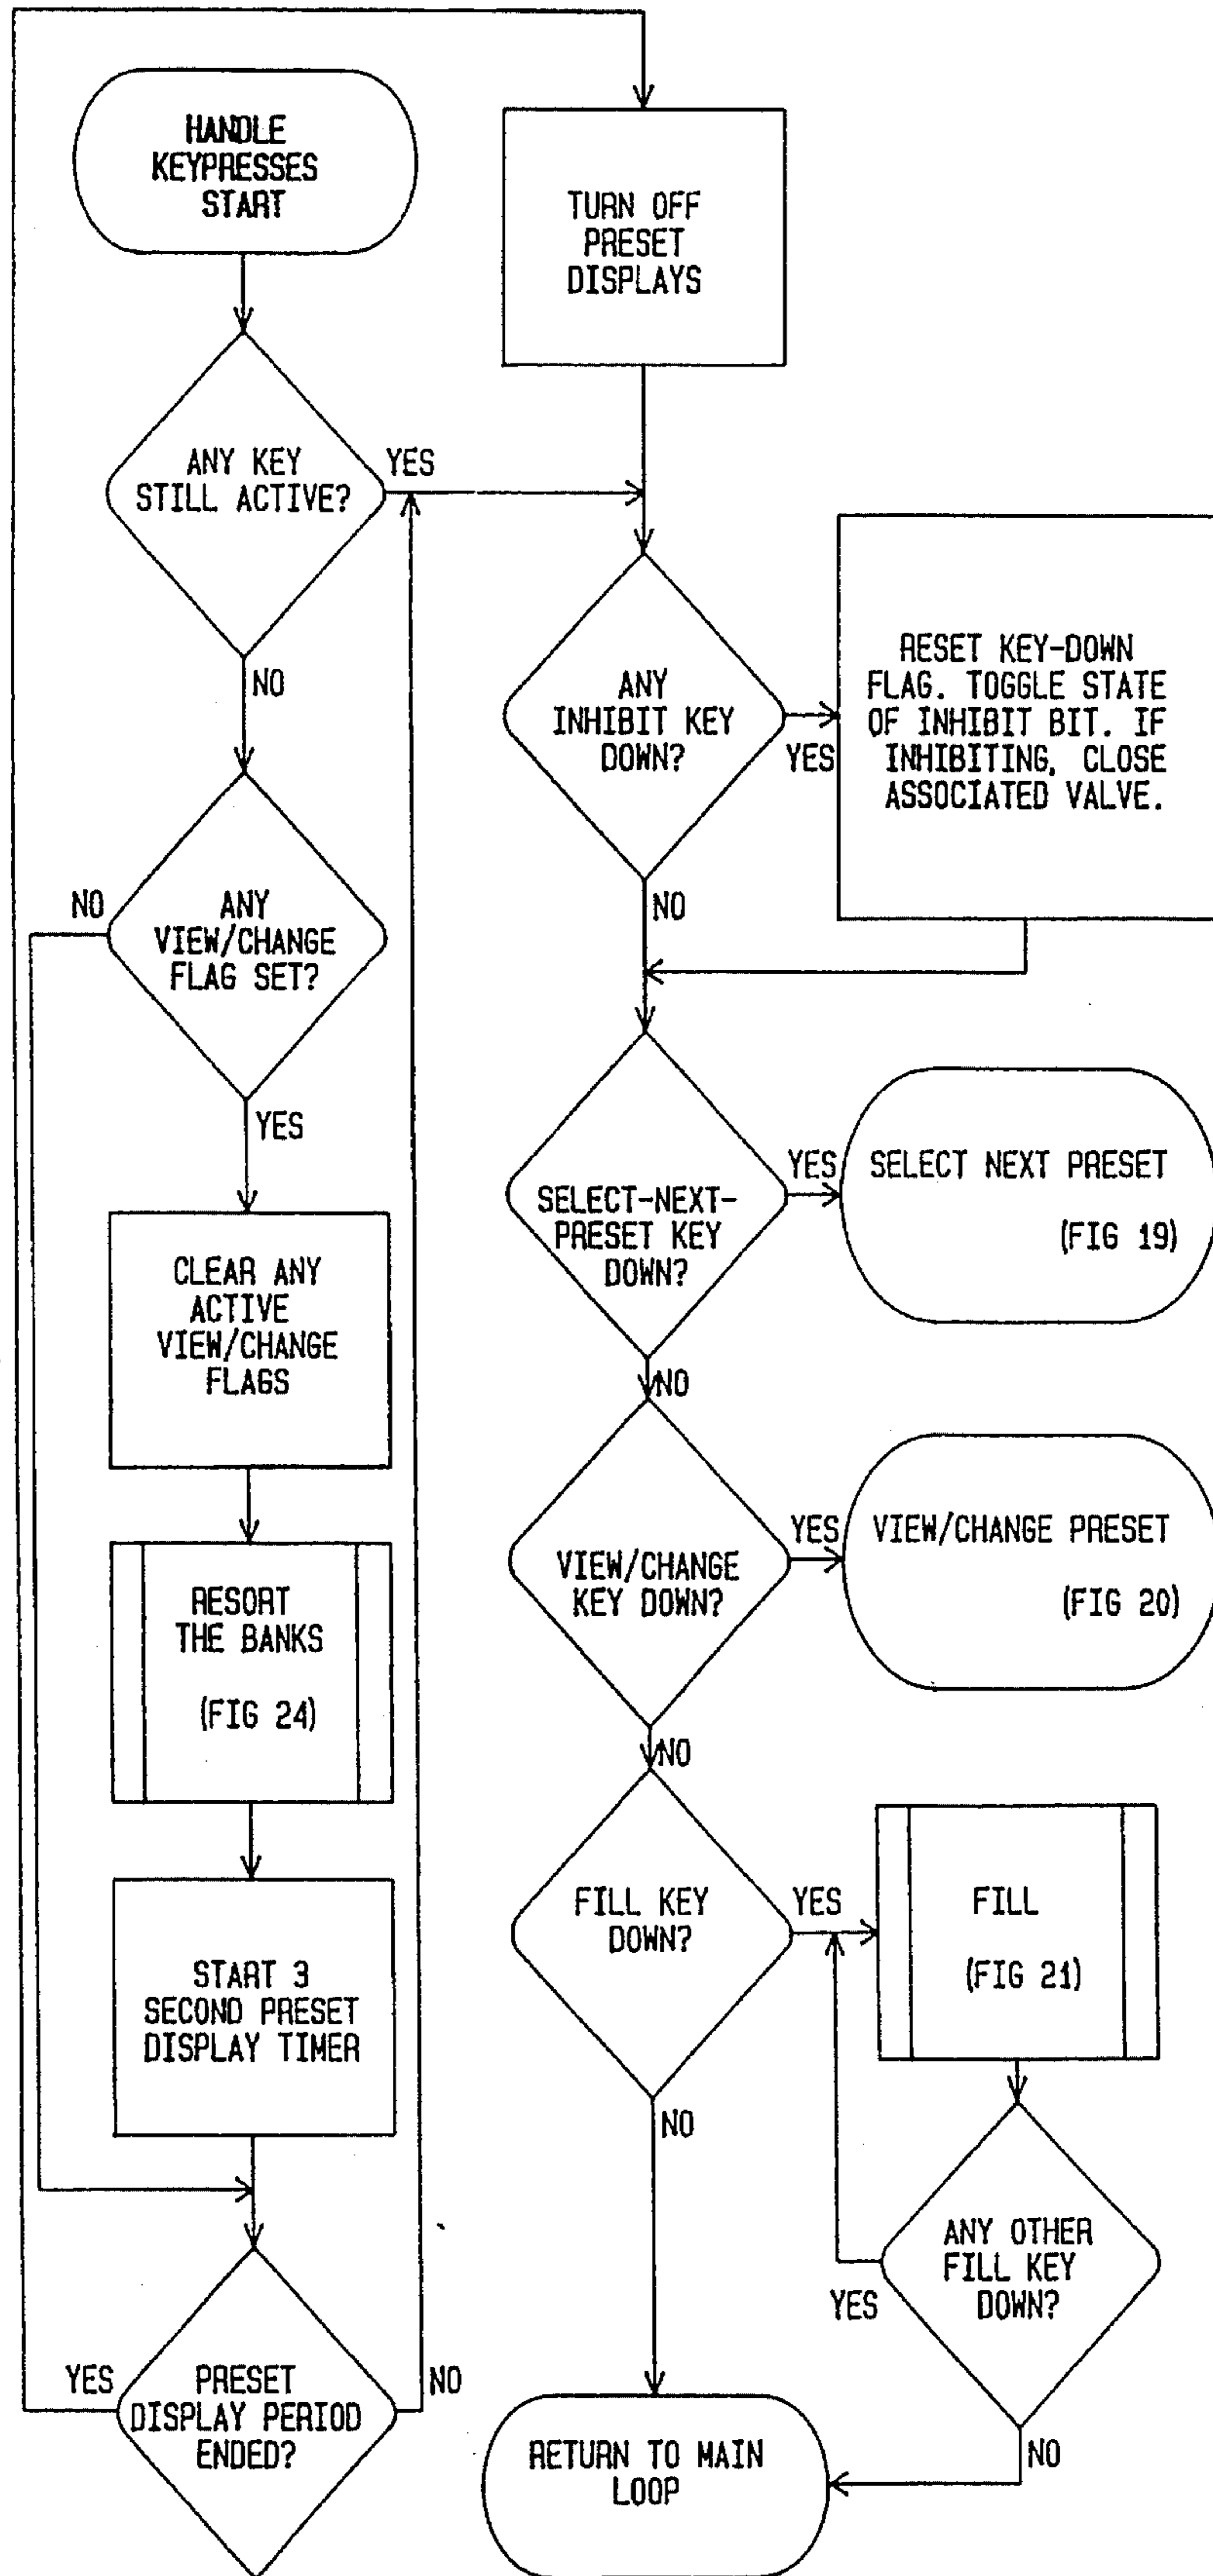 HANDLE
KEYPRESSES
START
ANY KEY
STILL ACTIVE?
YES
NO
ANY
VIEW/CHANGE
FLAG SET?
NO
YES
CLEAR ANY
ACTIVE
VIEW/CHANGE
FLAGS
RESORT
THE BANKS
(FIG 24)
START 3
SECOND PRESET
DISPLAY TIMER
PRESET
DISPLAY PERIOD
ENDED?
YES
NO
TURN OFF
PRESET
DISPLAYS
ANY
INHIBIT KEY
DOWN?
YES
NO
RESET KEY-DOWN
FLAG. TOGGLE STATE
OF INHIBIT BIT. IF
INHIBITING, CLOSE
ASSOCIATED VALVE.
SELECT-NEXT-
PRESET KEY
DOWN?
YES
NO
SELECT NEXT PRESET
(FIG 19)
VIEW/CHANGE
KEY DOWN?
YES
NO
VIEW/CHANGE PRESET
(FIG 20)
FILL KEY
DOWN?
YES
NO
FILL
(FIG 21)
ANY OTHER
FILL KEY
DOWN?
YES
NO
RETURN TO MAIN
LOOP